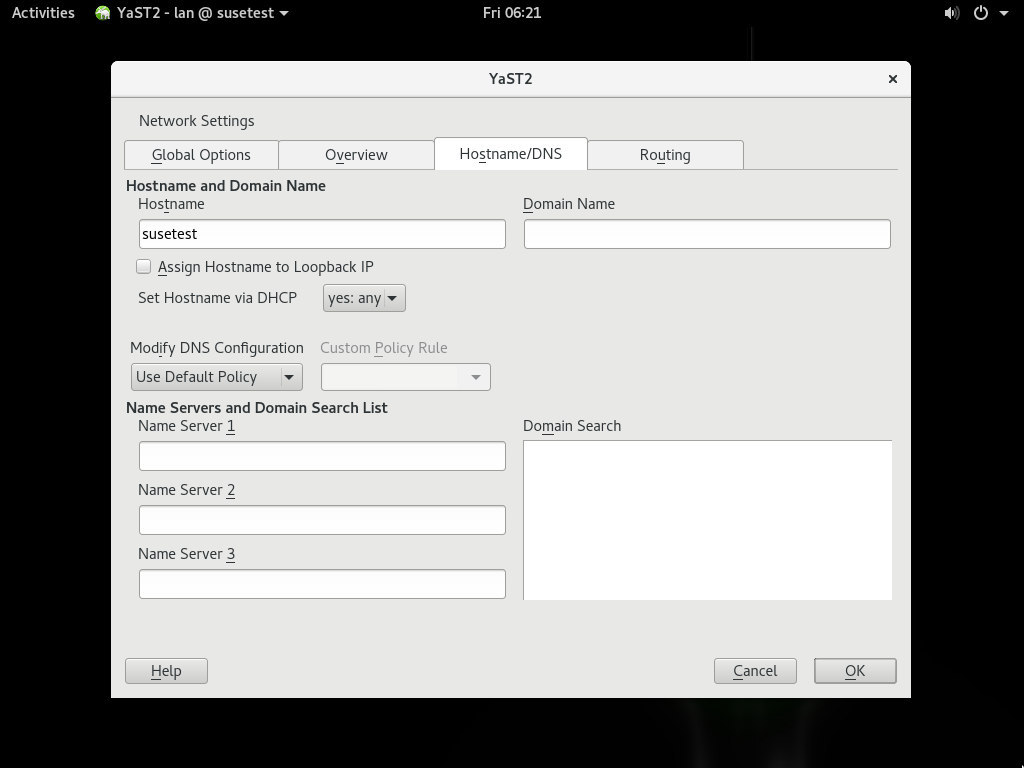 Activities YaST2 - lan @ susetest Fri 06:21
YaST2
Network Settings
Global Options Overview Hostname/DNS Routing
Hostname and Domain Name
Hostname Domain Name
susetest
Assign Hostname to Loopback IP
Set Hostname via DHCP yes: any
Modify DNS Configuration Custom Policy Rule
Use Default Policy
Name Servers and Domain Search List
Name Server 1 Domain Search
Name Server 2
Name Server 3
Help Cancel OK